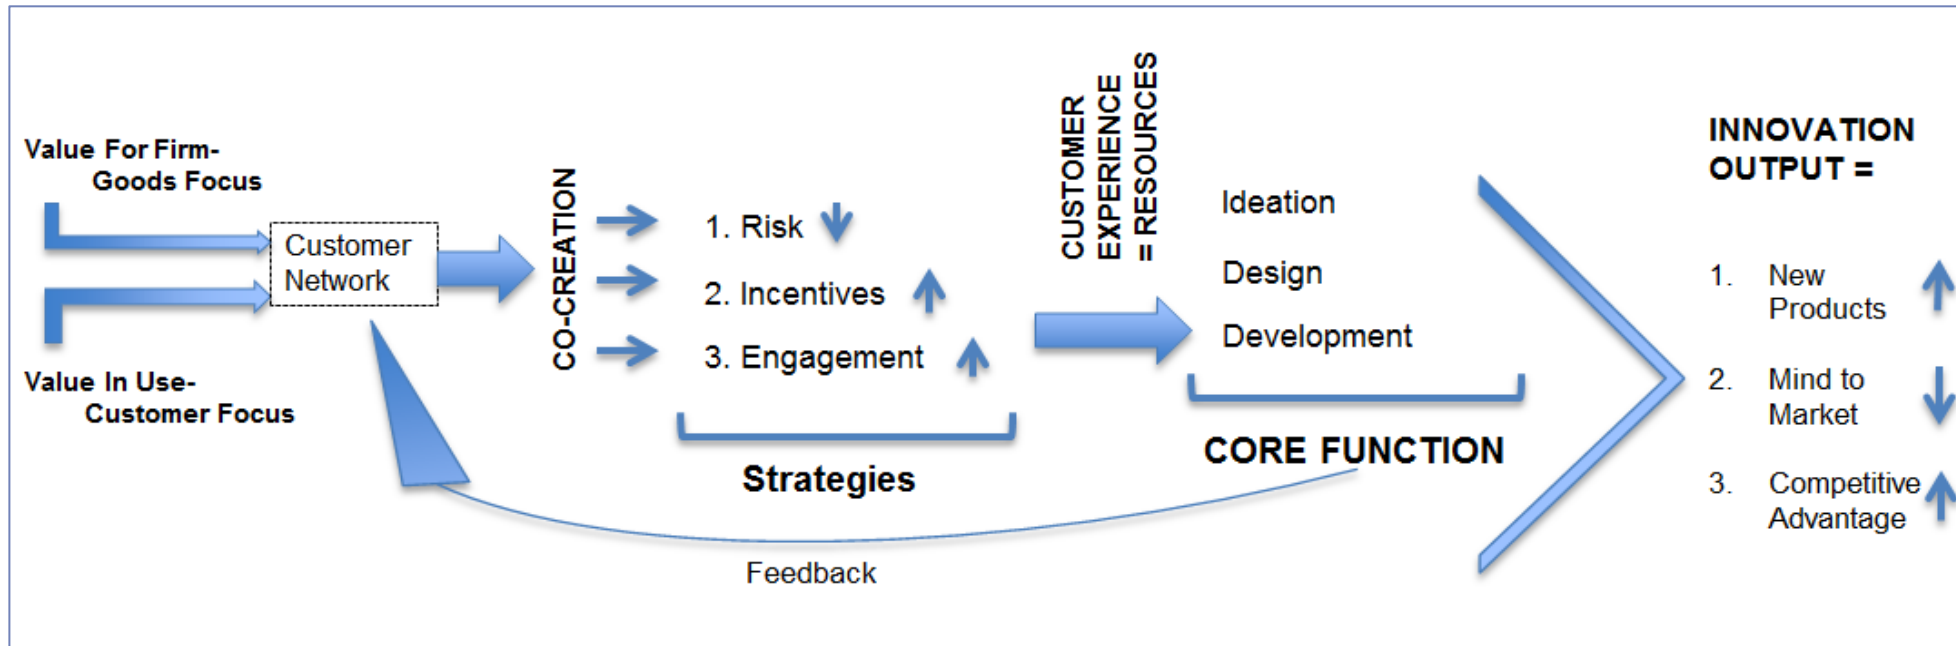 Value For Firm-
Goods Focus
Customer
Network
Value In Use-
Customer Focus
CO-CREATION
1. Risk
2. Incentives
3. Engagement
Strategies
CUSTOMER
EXPERIENCE
= RESOURCES
Ideation
Design
Development
CORE FUNCTION
Feedback
INNOVATION
OUTPUT =
1. New
Products
2. Mind to
Market
3. Competitive
Advantage